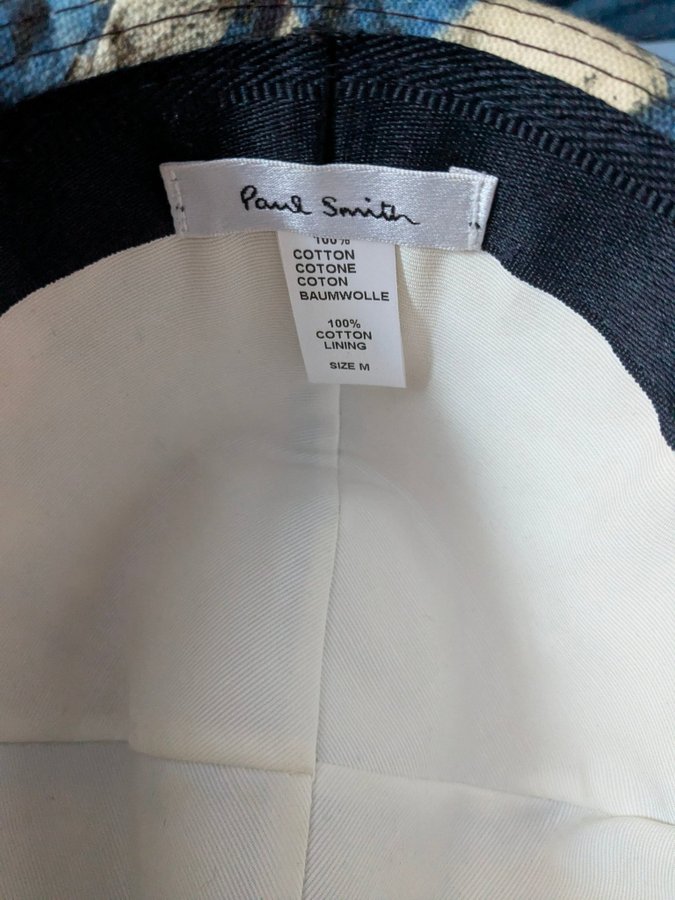 Paul Smith
100%
COTTON
COTONE
COTON
BAUMWOLLE
100%
COTTON
LINING
SIZE M